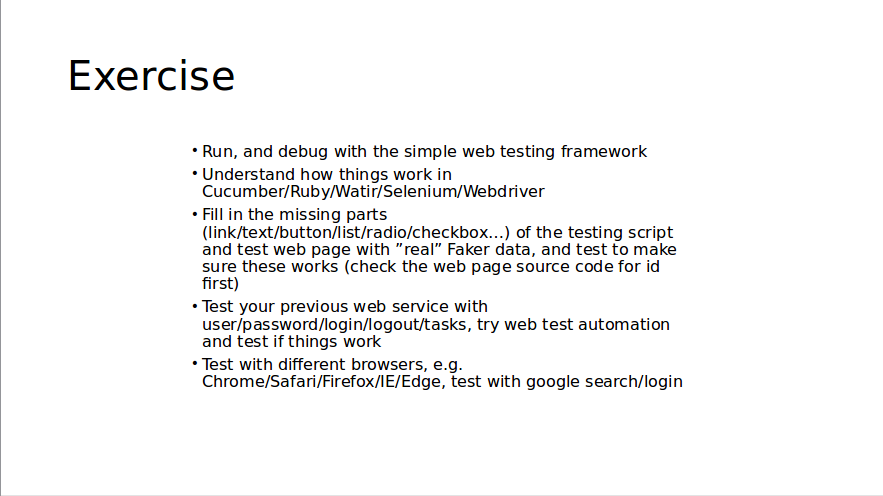 Exercise
• Run, and debug with the simple web testing framework
• Understand how things work in
Cucumber/Ruby/Watir/Selenium/Webdriver
• Fill in the missing parts
(link/text/button/list/radio/checkbox...) of the testing script
and test web page with ”real” Faker data, and test to make
sure these works (check the web page source code for id
first)
• Test your previous web service with
user/password/login/logout/tasks, try web test automation
and test if things work
• Test with different browsers, e.g.
Chrome/Safari/Firefox/IE/Edge, test with google search/login